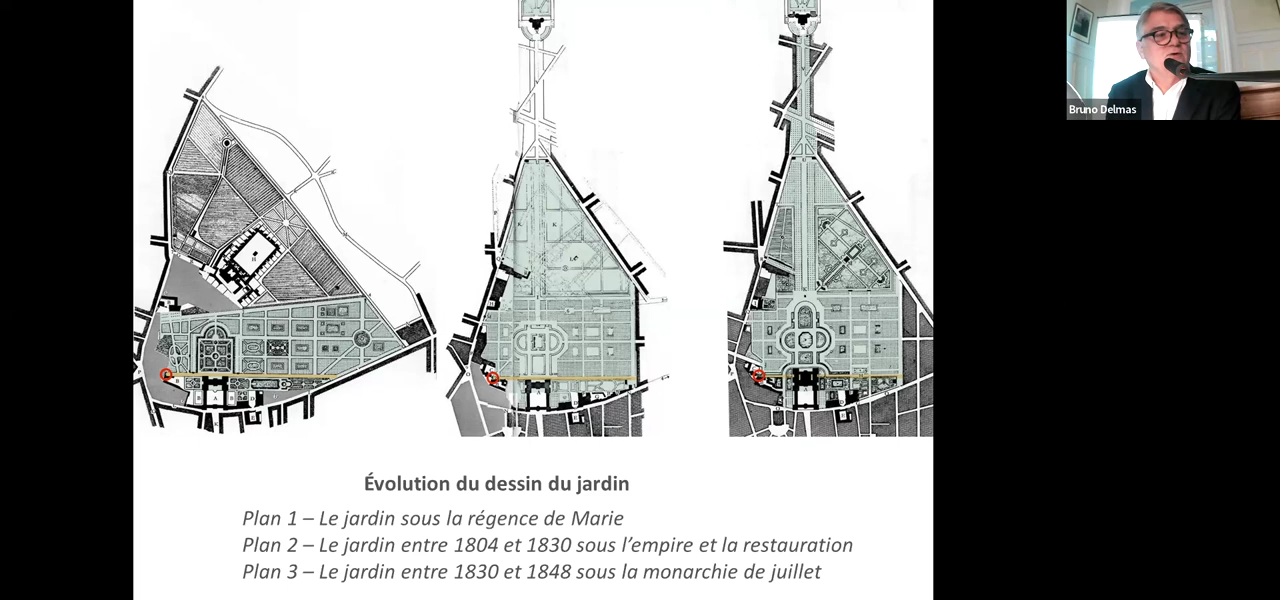 Bruno Delmas
Évolution du dessin du jardin
Plan 1 – Le jardin sous la régence de Marie
Plan 2 – Le jardin entre 1804 et 1830 sous l’empire et la restauration
Plan 3 – Le jardin entre 1830 et 1848 sous la monarchie de juillet